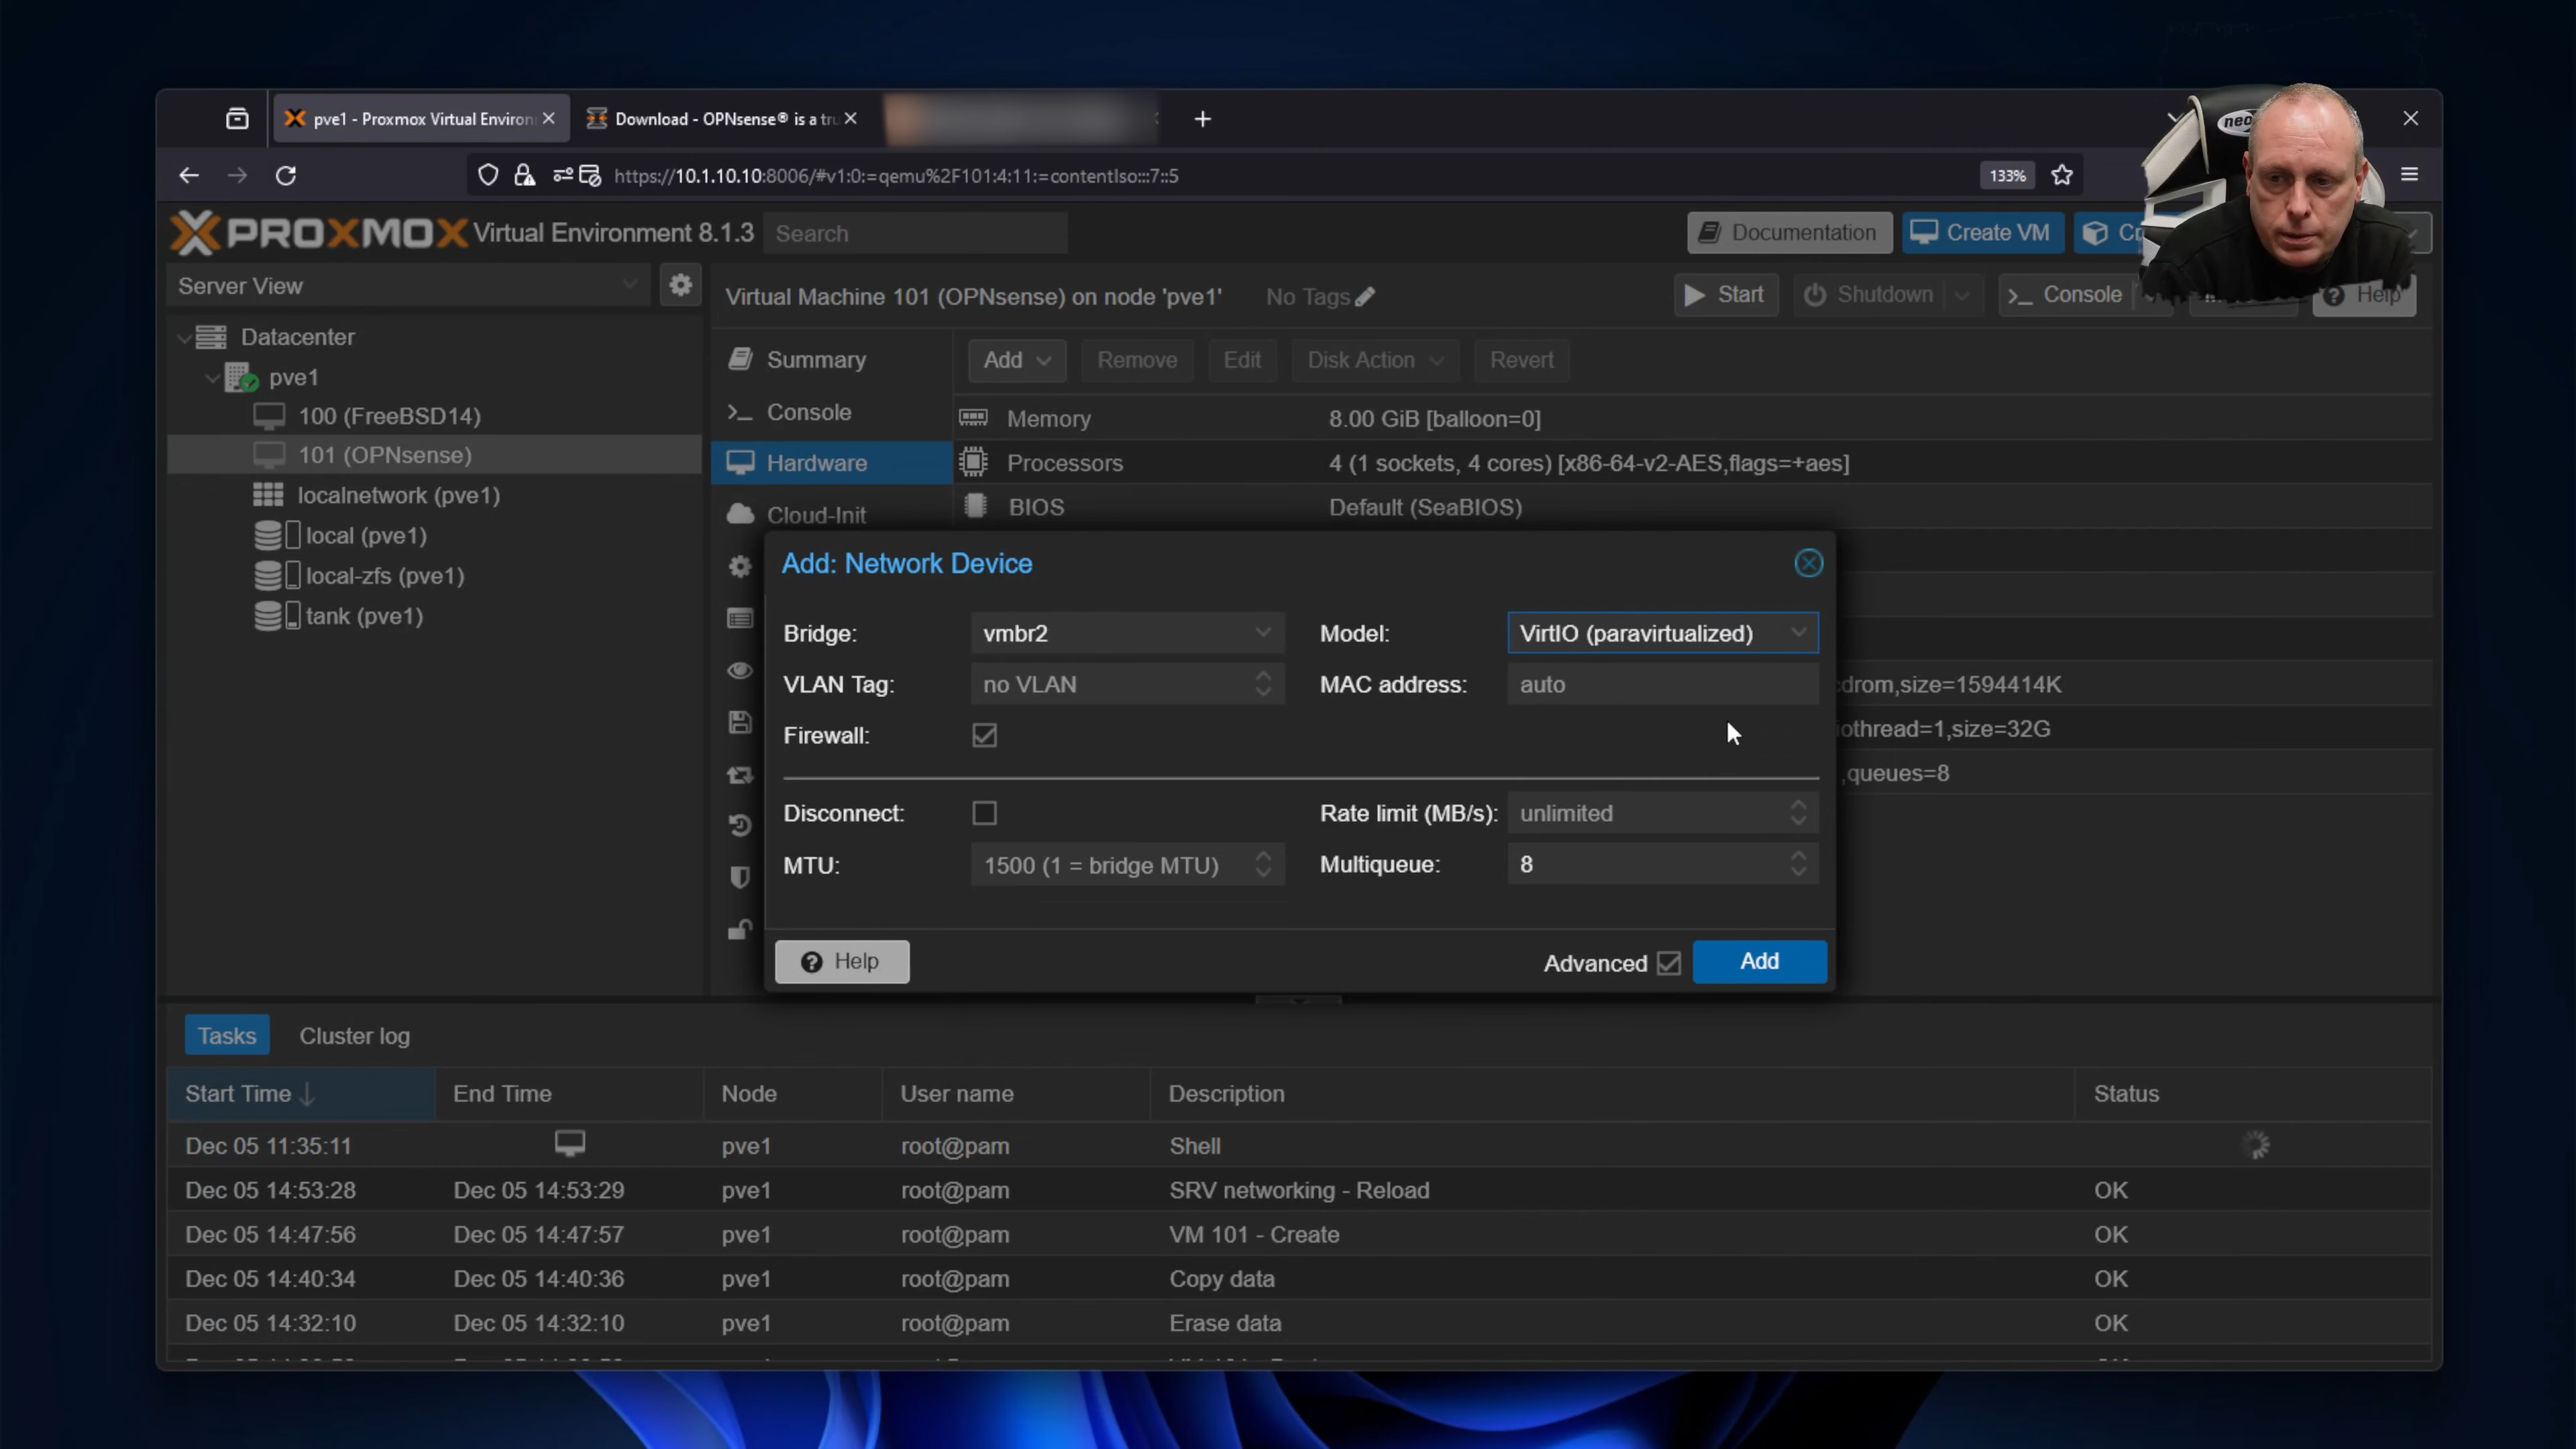 pve1 - Proxmox Virtual Environ
Download - OPNsense® is a tru
https://10.1.10.10:8006/#v1:0:=qemu%2F101:4:11:=contentIso:::7::5
133%
neo
PROXMOX Virtual Environment 8.1.3
Search
Documentation
Create VM
Server View
Virtual Machine 101 (OPNsense) on node 'pve1'
No Tags
Start
Shutdown
Console
Help
Datacenter
pve1
100 (FreeBSD14)
101 (OPNsense)
localnetwork (pve1)
local (pve1)
local-zfs (pve1)
tank (pve1)
Summary
Console
Hardware
Cloud-Init
Add
Remove
Edit
Disk Action
Revert
Memory 8.00 GiB [balloon=0]
Processors 4 (1 sockets, 4 cores) [x86-64-v2-AES,flags=+aes]
BIOS Default (SeaBIOS)
cdrom,size=1594414K
iothread=1,size=32G
,queues=8
Add: Network Device
Bridge: vmbr2
Model: VirtIO (paravirtualized)
VLAN Tag: no VLAN
MAC address: auto
Firewall:
Disconnect:
Rate limit (MB/s): unlimited
MTU: 1500 (1 = bridge MTU)
Multiqueue: 8
Help
Advanced
Add
Tasks
Cluster log
Start Time End Time Node User name Description Status
Dec 05 11:35:11 pve1 root@pam Shell
Dec 05 14:53:28 Dec 05 14:53:29 pve1 root@pam SRV networking - Reload OK
Dec 05 14:47:56 Dec 05 14:47:57 pve1 root@pam VM 101 - Create OK
Dec 05 14:40:34 Dec 05 14:40:36 pve1 root@pam Copy data OK
Dec 05 14:32:10 Dec 05 14:32:10 pve1 root@pam Erase data OK